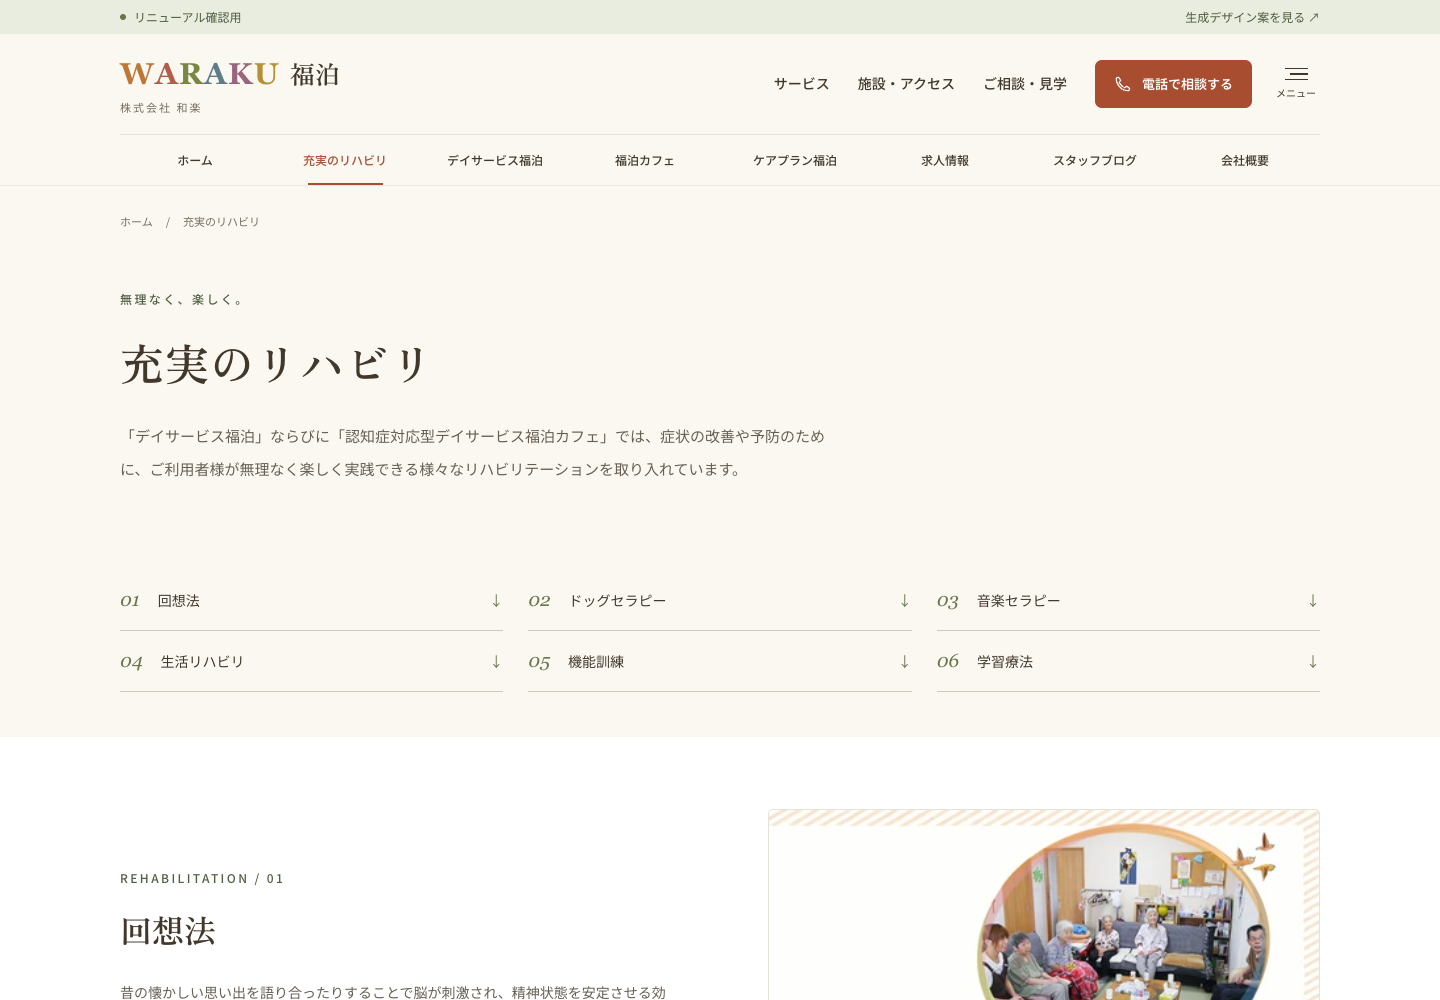 リニューアル確認用
生成デザイン案を見る ↗
WARAKU 福泊
株式会社 和楽
サービス
施設・アクセス
ご相談・見学
電話で相談する
メニュー
ホーム
充実のリハビリ
デイサービス福泊
福泊カフェ
ケアプラン福泊
求人情報
スタッフブログ
会社概要
ホーム / 充実のリハビリ
無理なく、楽しく。
充実のリハビリ
「デイサービス福泊」ならびに「認知症対応型デイサービス福泊カフェ」では、症状の改善や予防のため
に、ご利用者様が無理なく楽しく実践できる様々なリハビリテーションを取り入れています。
01 回想法 ↓
02 ドッグセラピー ↓
03 音楽セラピー ↓
04 生活リハビリ ↓
05 機能訓練 ↓
06 学習療法 ↓
REHABILITATION / 01
回想法
昔の懐かしい思い出を語り合ったりすることで脳が刺激され、精神状態を安定させる効